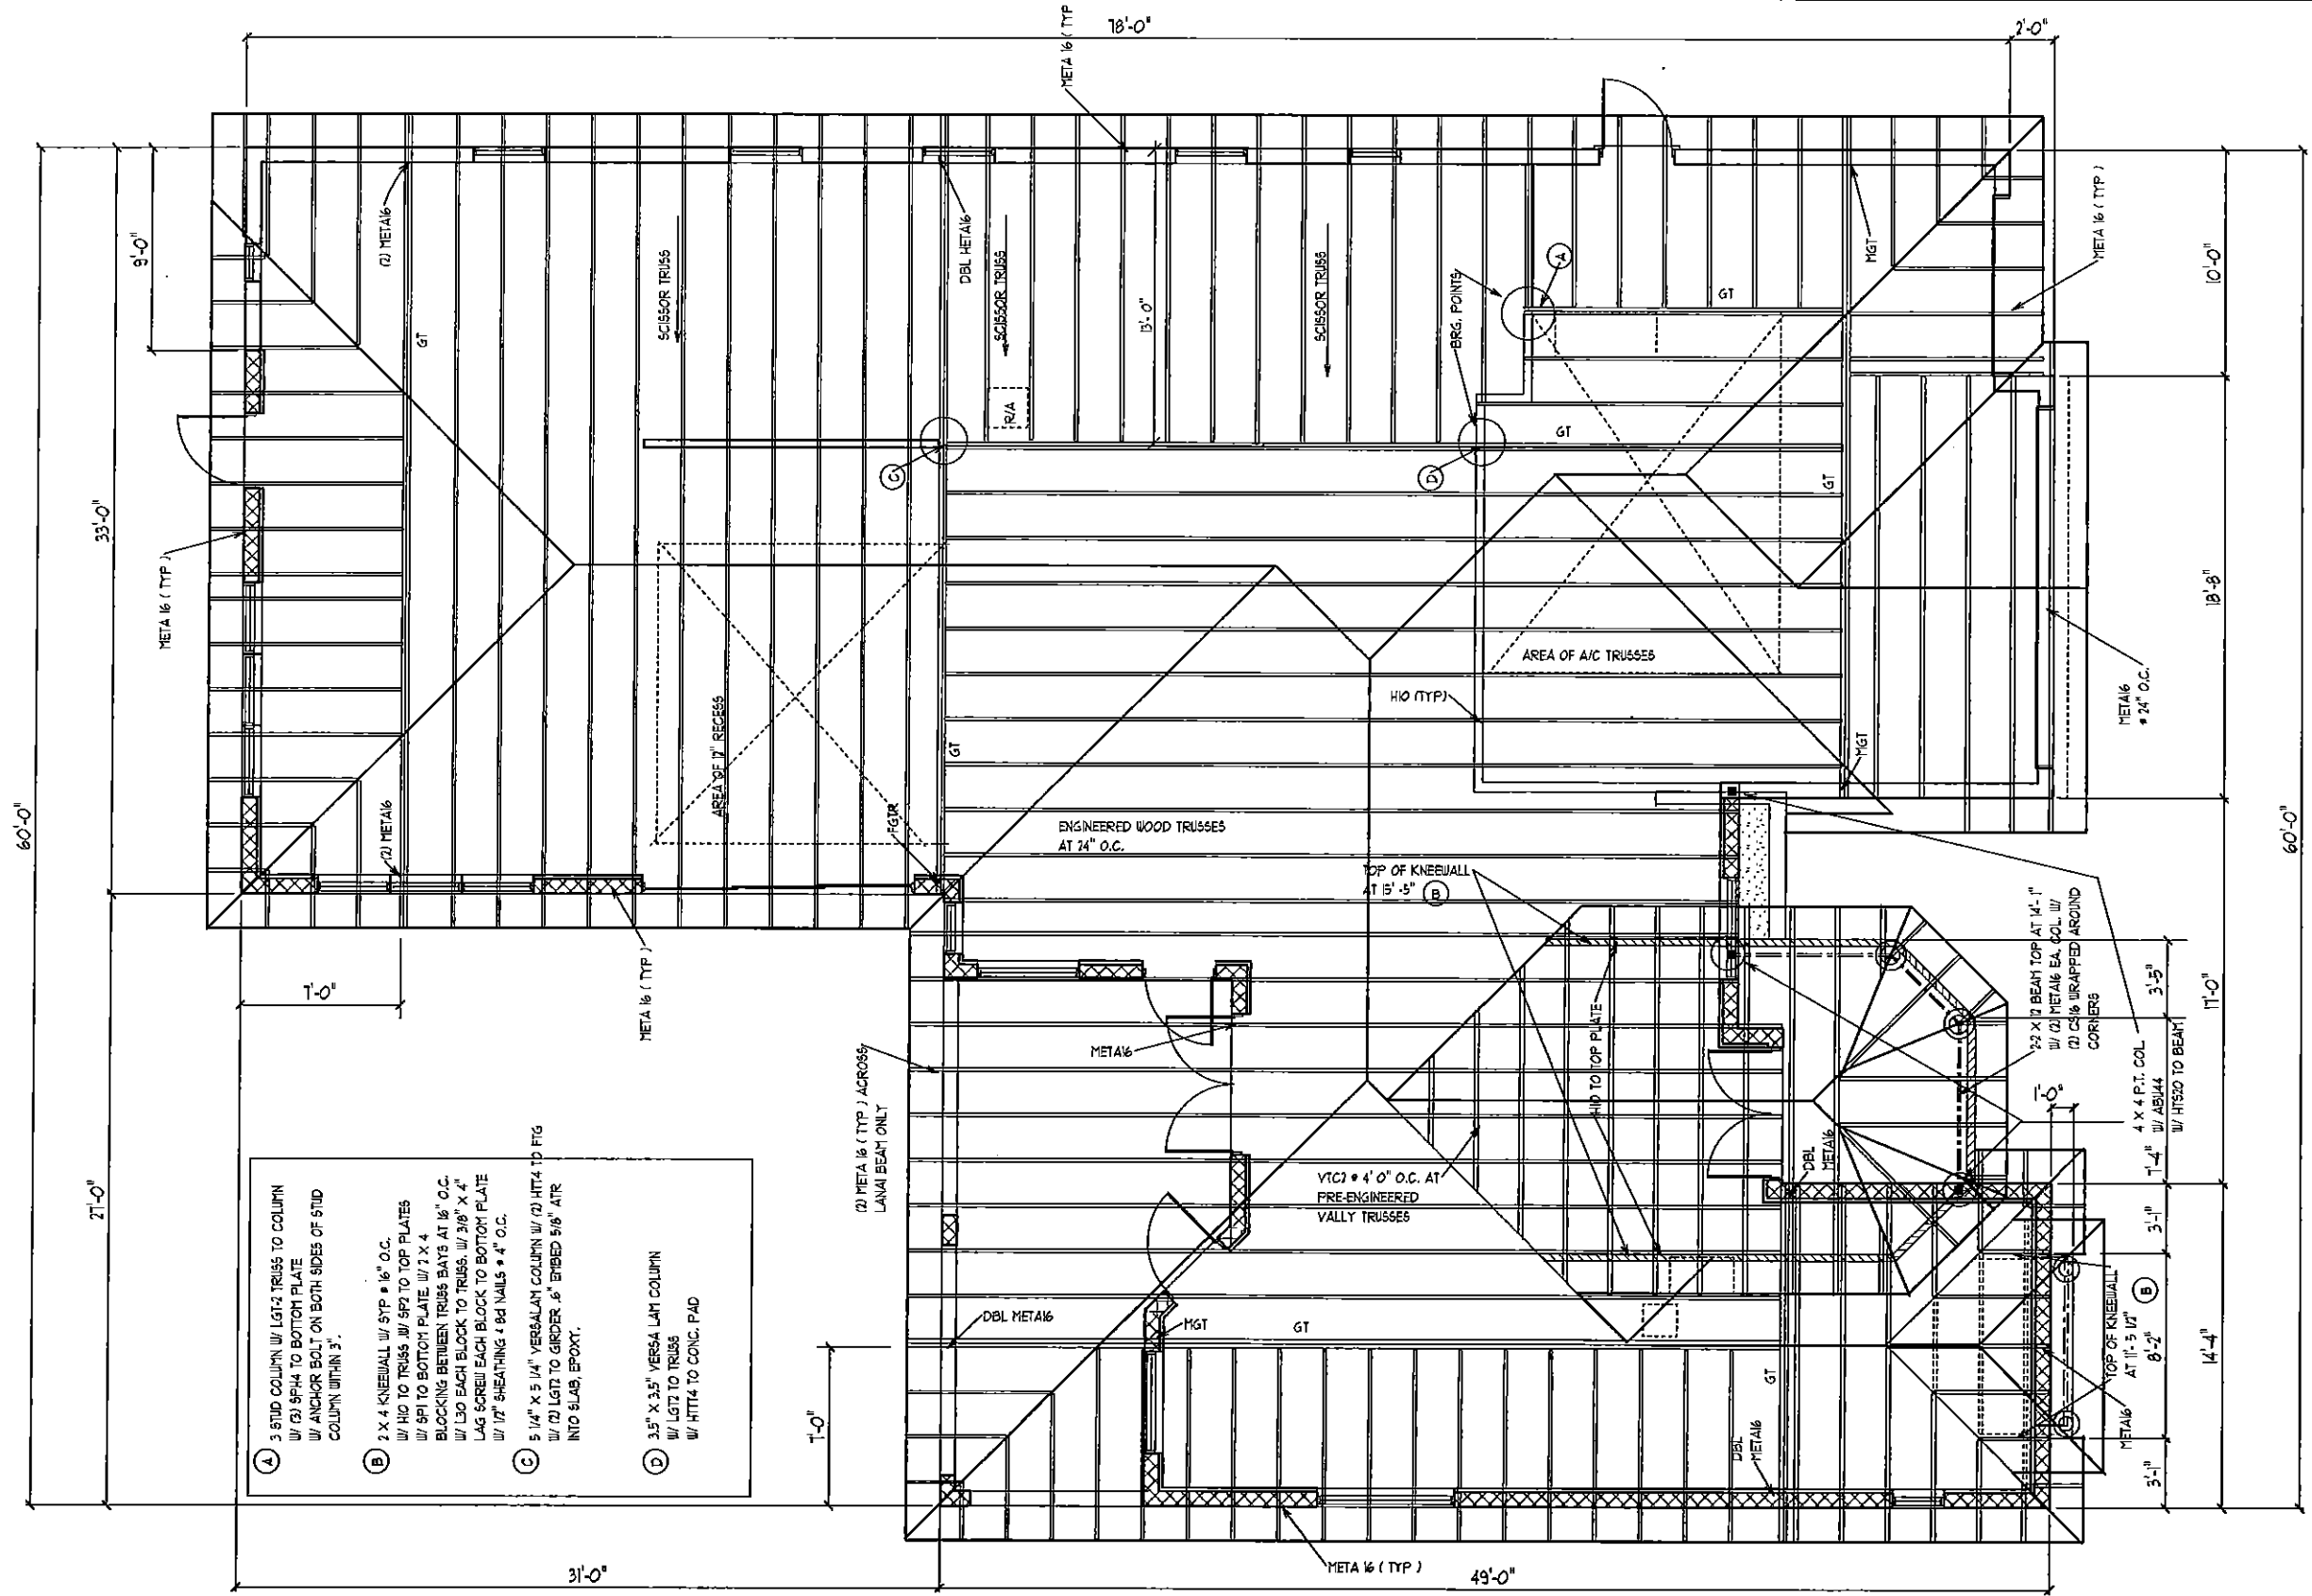 78'-0"
2'-0"
META 16 ( TYP
60'-0"
33'-0"
9'-0"
(2) META16
GT
SCISSOR TRUSS
DBL HETA16
SCISSOR TRUSS
13'-0"
SCISSOR TRUSS
R/A
BRG. POINTS
A
GT
MGT
META 16 ( TYP )
10'-0"
60'-0"
META 16 ( TYP )
C
D
GT
GT
18'-8"
AREA OF 12" RECESS
AREA OF A/C TRUSSES
H10 (TYP)
META16
@ 24" O.C.
GT
MGT
(2) META16
FGTR
ENGINEERED WOOD TRUSSES
AT 24" O.C.
TOP OF KNEEWALL
AT 15'-5" B
7'-0"
META 16 ( TYP )
27'-0"
(2) META 16 ( TYP ) ACROSS
LANAI BEAM ONLY
META16
H10 TO TOP PLATE
2-2 X 12 BEAM TOP AT 14'-1"
W/ (2) META16 EA. COL. W/
(2) CS16 WRAPPED AROUND
CORNERS
3'-5"
17'-0"
4 X 4 P.T. COL
W/ ABU44
W/ HTS20 TO BEAM
1'-0"
7'-4"
DBL
META16
VTC2 @ 4' 0" O.C. AT
PRE-ENGINEERED
VALLY TRUSSES
3'-1"
A
3 STUD COLUMN W/ LGT-2 TRUSS TO COLUMN
W/ (3) SPH4 TO BOTTOM PLATE
W/ ANCHOR BOLT ON BOTH SIDES OF STUD
COLUMN WITHIN 3".
B
2 X 4 KNEEWALL W/ SYP @ 16" O.C.
W/ H10 TO TRUSS .W/ SP2 TO TOP PLATES
W/ SP1 TO BOTTOM PLATE. W/ 2 X 4
BLOCKING BETWEEN TRUSS BAYS AT 16" O.C.
W/ L30 EACH BLOCK TO TRUSS. W/ 3/8" X 4"
LAG SCREW EACH BLOCK TO BOTTOM PLATE
W/ 1/2" SHEATHING 4 8d NAILS @ 4" O.C.
C
5 1/4" X 5 1/4" VERSALAM COLUMN W/ (2) HTT4 TO FTG
W/ (2) LGT2 TO GIRDER .6" EMBED 5/8" ATR
INTO SLAB, EPOXY.
D
3.5" X 3.5" VERSA LAM COLUMN
W/ LGT2 TO TRUSS
W/ HTT4 TO CONC. PAD
DBL META16
MGT
GT
GT
7'-0"
TOP OF KNEEWALL
AT 11'-5 1/2" B
8'-2"
14'-4"
META16
DBL
META16
3'-1"
META 16 ( TYP )
31'-0"
49'-0"